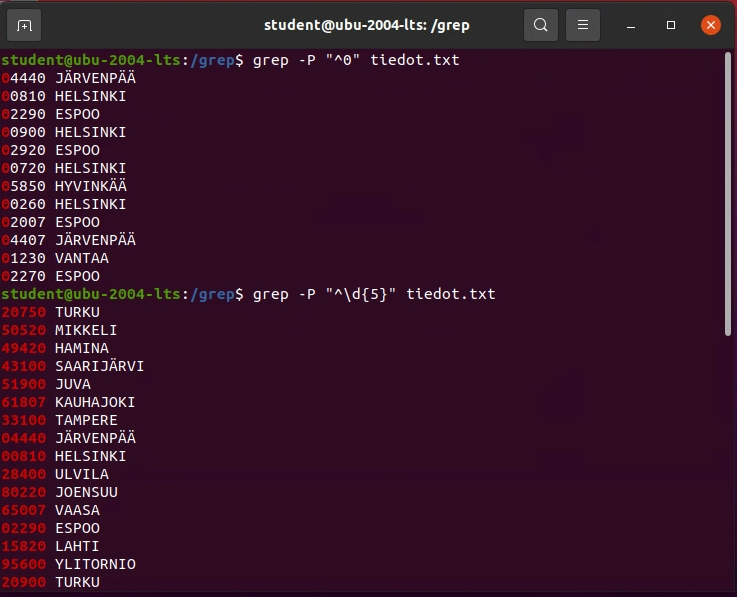 student@ubu-2004-lts: /grep
student@ubu-2004-lts:/grep$ grep -P "^0" tiedot.txt
04440 JÄRVENPÄÄ
00810 HELSINKI
02290 ESPOO
00900 HELSINKI
02920 ESPOO
00720 HELSINKI
05850 HYVINKÄÄ
00260 HELSINKI
02007 ESPOO
04407 JÄRVENPÄÄ
01230 VANTAA
02270 ESPOO
student@ubu-2004-lts:/grep$ grep -P "^\d{5}" tiedot.txt
20750 TURKU
50520 MIKKELI
49420 HAMINA
43100 SAARIJÄRVI
51900 JUVA
61807 KAUHAJOKI
33100 TAMPERE
04440 JÄRVENPÄÄ
00810 HELSINKI
28400 ULVILA
80220 JOENSUU
65007 VAASA
02290 ESPOO
15820 LAHTI
95600 YLITORNIO
20900 TURKU